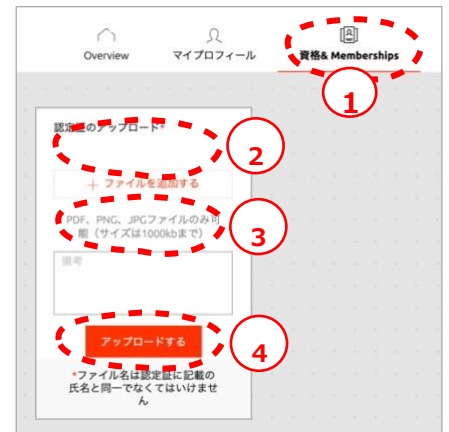 Overview
マイプロフィール
資格& Memberships
1
認定証のアップロード*
2
+ ファイルを追加する
PDF、PNG、JPGファイルのみ可
能（サイズは1000kbまで）
3
備考
アップロードする
4
*ファイル名は認定証に記載の
氏名と同一でなくてはいけませ
ん